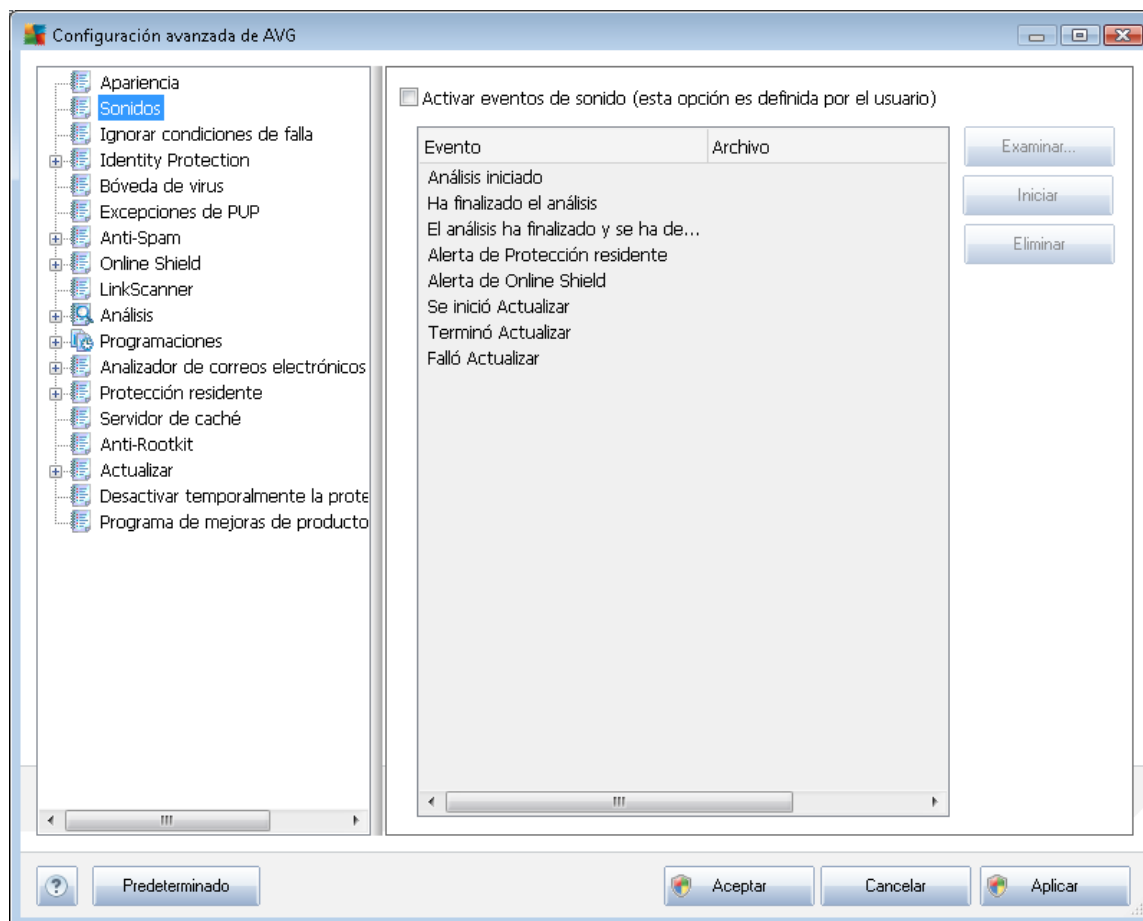 Configuración avanzada de AVG
Apariencia
Sonidos
Ignorar condiciones de falla
Identity Protection
Bóveda de virus
Excepciones de PUP
Anti-Spam
Online Shield
LinkScanner
Análisis
Programaciones
Analizador de correos electrónicos
Protección residente
Servidor de caché
Anti-Rootkit
Actualizar
Desactivar temporalmente la prote
Programa de mejoras de producto
Activar eventos de sonido (esta opción es definida por el usuario)
Evento Archivo
Análisis iniciado
Ha finalizado el análisis
El análisis ha finalizado y se ha de...
Alerta de Protección residente
Alerta de Online Shield
Se inició Actualizar
Terminó Actualizar
Falló Actualizar
Examinar...
Iniciar
Eliminar
? Predeterminado Aceptar Cancelar Aplicar